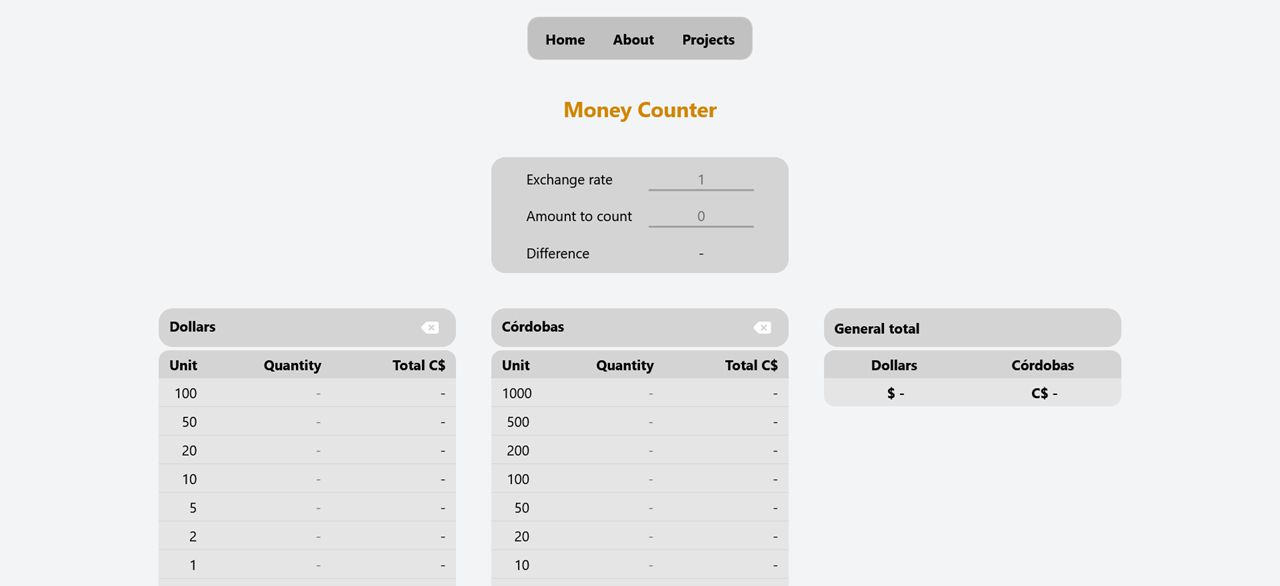 Home About Projects
Money Counter
Exchange rate 1
Amount to count 0
Difference -
Dollars
Unit Quantity Total C$
100 - -
50 - -
20 - -
10 - -
5 - -
2 - -
1 - -
Córdobas
Unit Quantity Total C$
1000 - -
500 - -
200 - -
100 - -
50 - -
20 - -
10 - -
General total
Dollars Córdobas
$ - C$ -